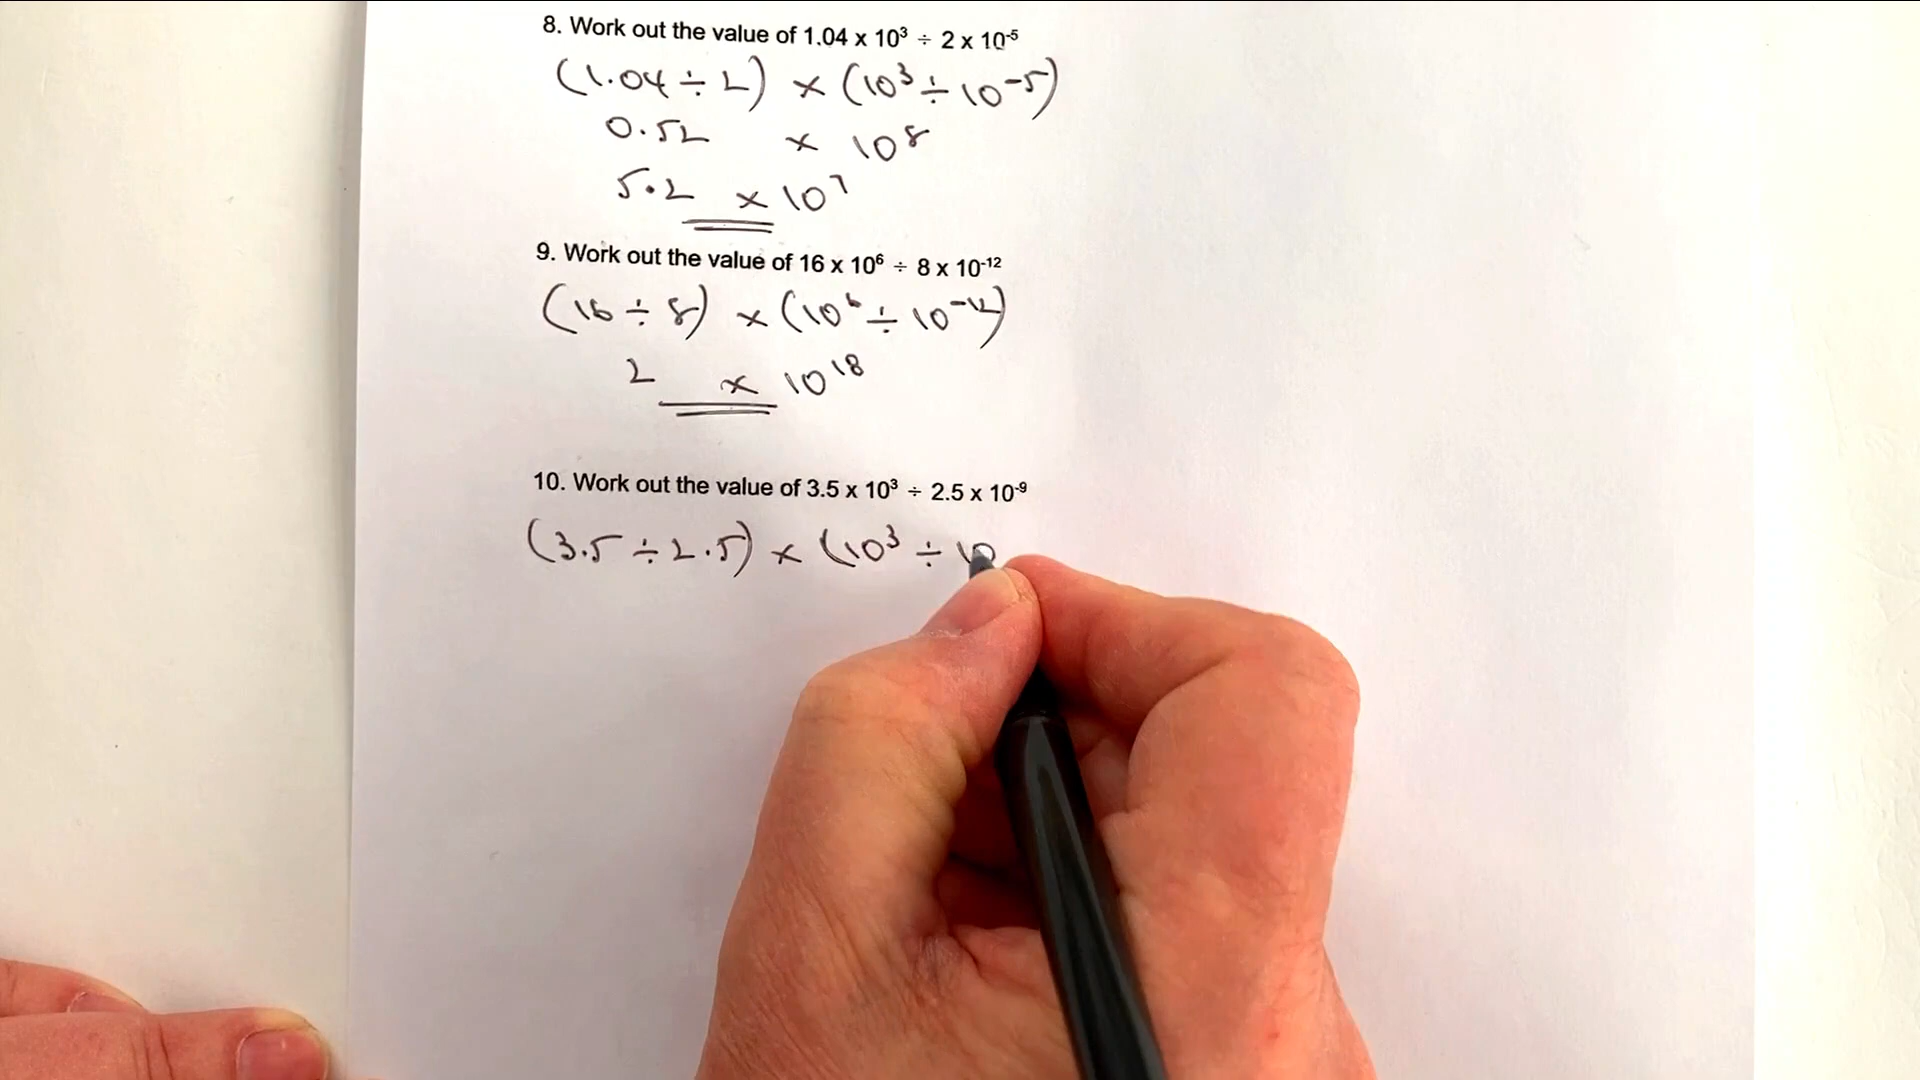 8. Work out the value of 1.04 x 10³ ÷ 2 x 10⁻⁵
(1.04 ÷ 2) × (10³ ÷ 10⁻⁵)
0.52 × 10⁸
5.2 × 10⁷
9. Work out the value of 16 x 10⁶ ÷ 8 x 10⁻¹²
(16 ÷ 8) × (10⁶ ÷ 10⁻¹²)
2 × 10¹⁸
10. Work out the value of 3.5 x 10³ ÷ 2.5 x 10⁻⁹
(3.5 ÷ 2.5) × (10³ ÷ 10